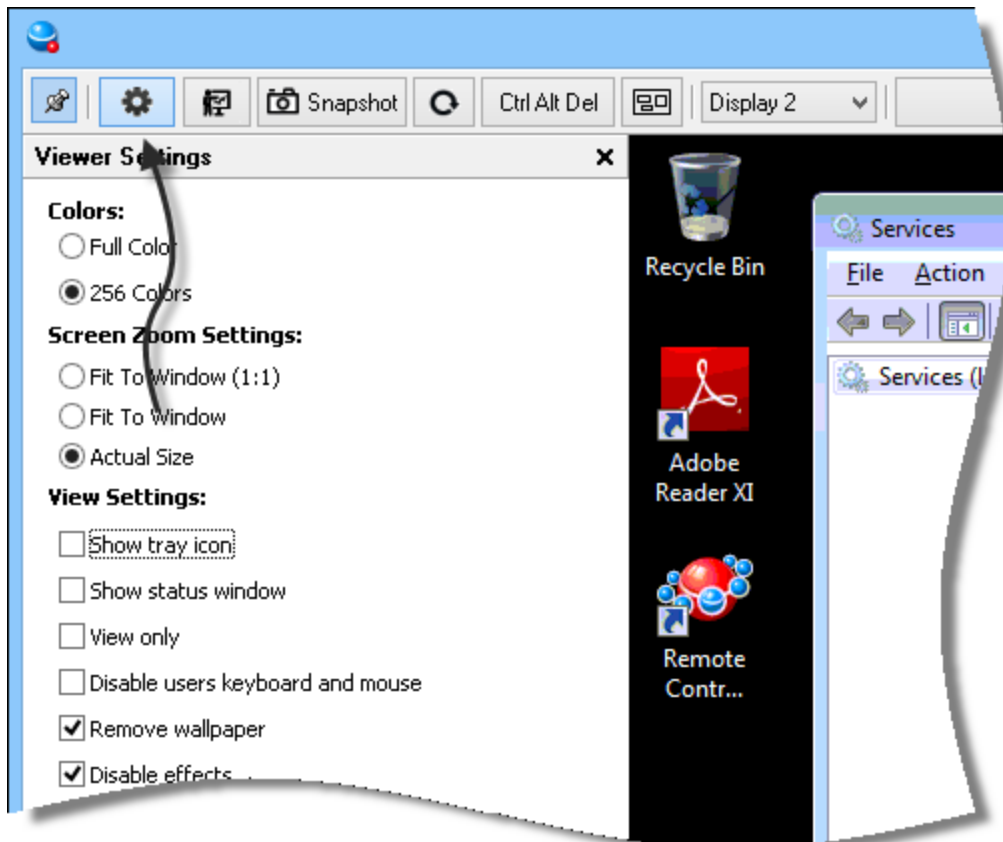 Snapshot
Ctrl Alt Del
Display 2
Viewer Settings
Colors:
Full Color
256 Colors
Screen Zoom Settings:
Fit To Window (1:1)
Fit To Window
Actual Size
View Settings:
Show tray icon
Show status window
View only
Disable users keyboard and mouse
Remove wallpaper
Disable effects
Recycle Bin
Adobe
Reader XI
Remote
Contr...
Services
File Action
Services (l